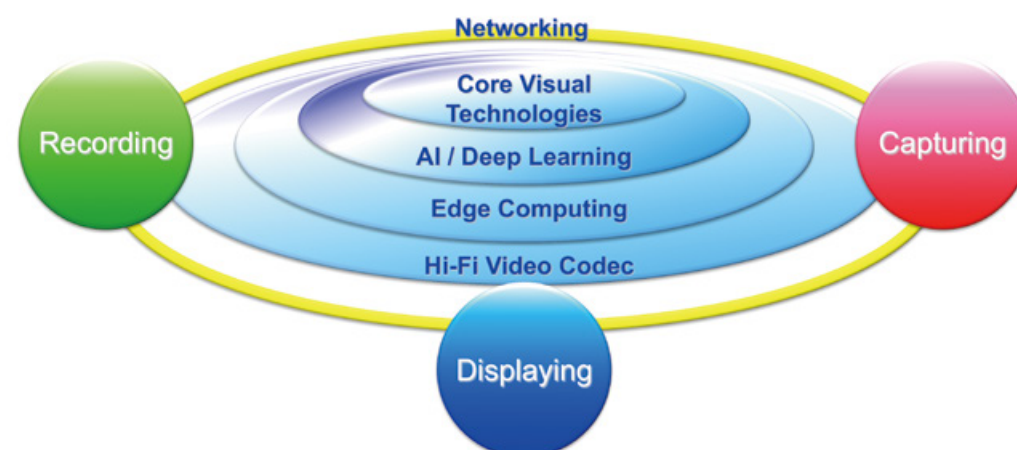 Networking
Core Visual
Technologies
Recording
Capturing
AI / Deep Learning
Edge Computing
Hi-Fi Video Codec
Displaying